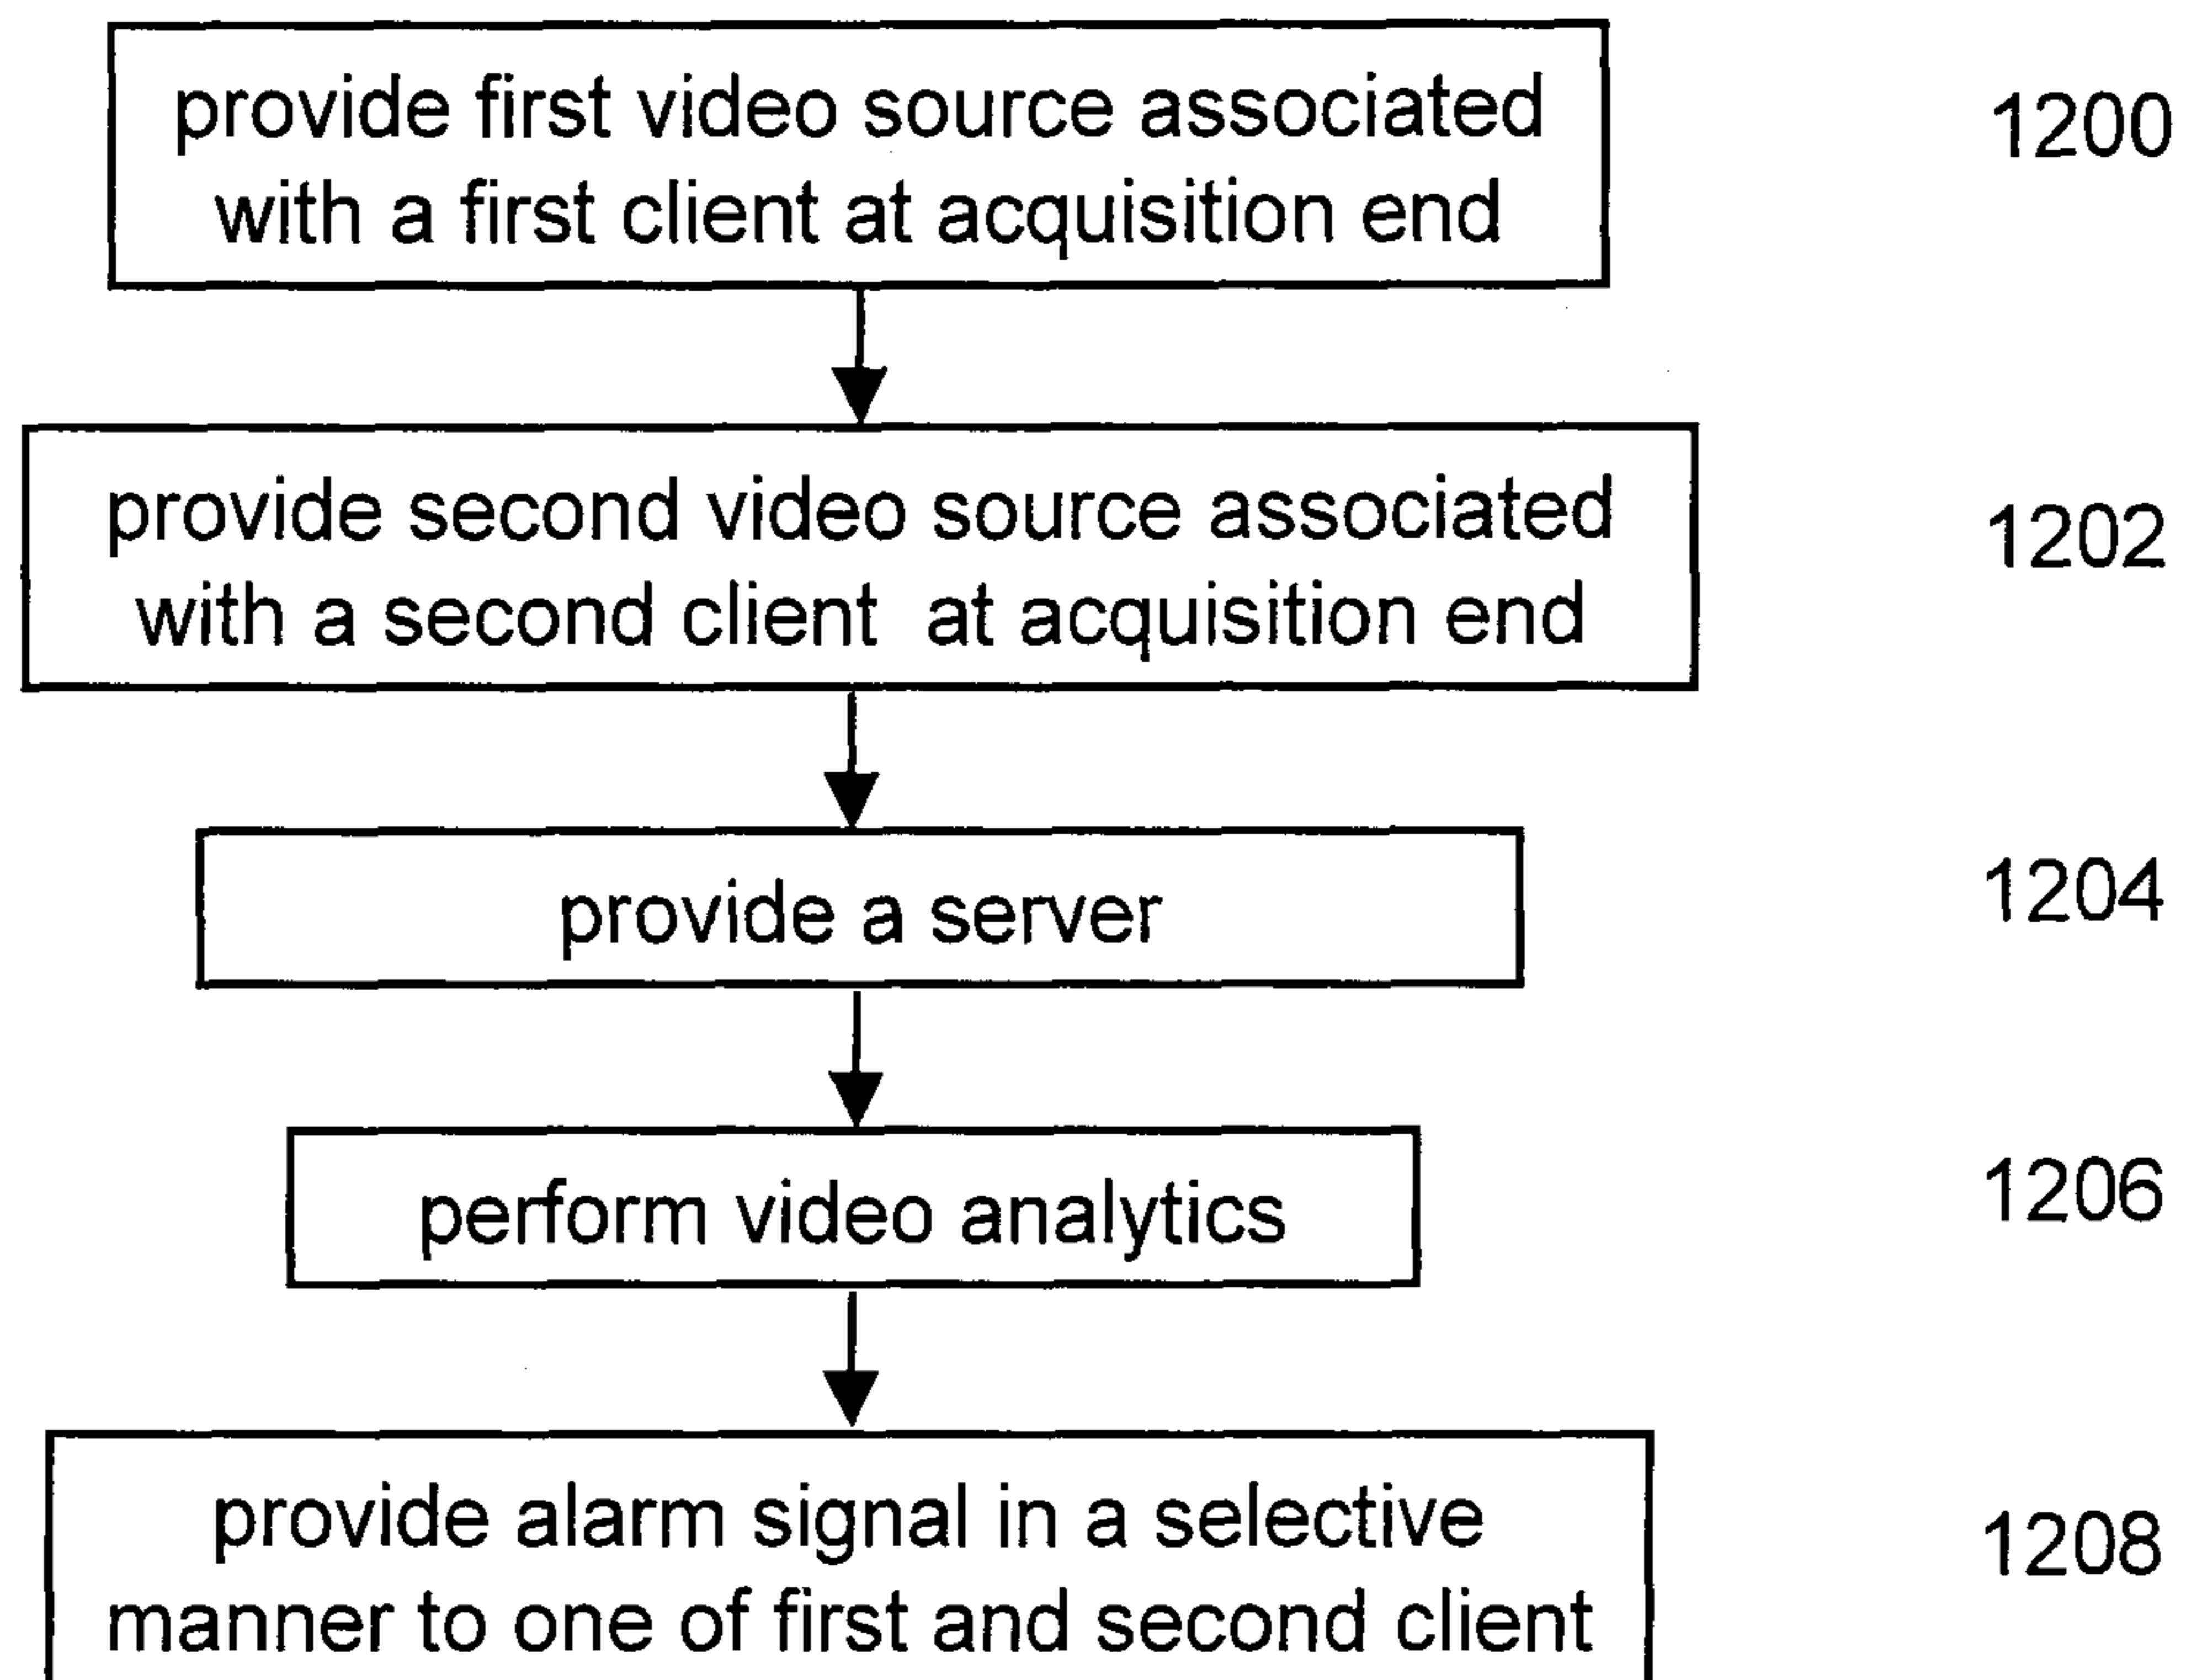 provide first video source associated
with a first client at acquisition end
1200
provide second video source associated
with a second client at acquisition end
1202
provide a server
1204
perform video analytics
1206
provide alarm signal in a selective
manner to one of first and second client
1208